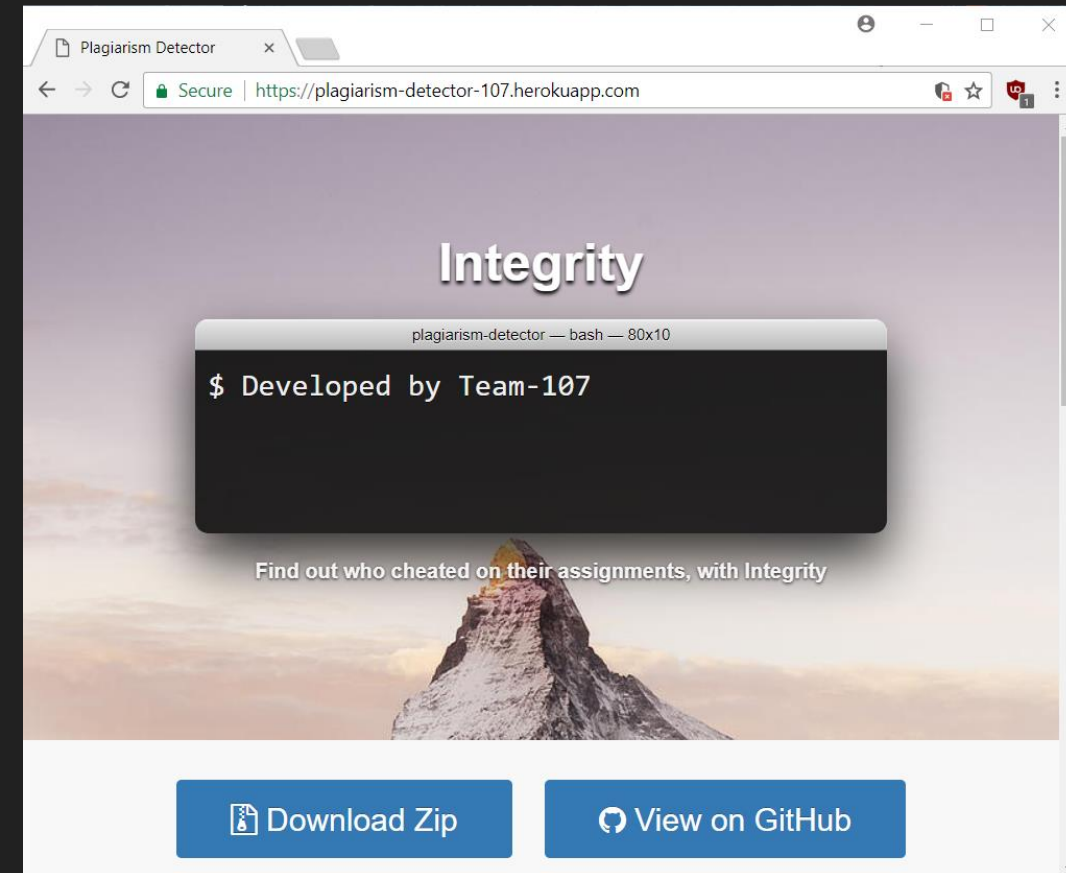 Plagiarism Detector
Secure | https://plagiarism-detector-107.herokuapp.com
1
Integrity
plagiarism-detector — bash — 80x10
$ Developed by Team-107
Find out who cheated on their assignments, with Integrity
Download Zip
View on GitHub